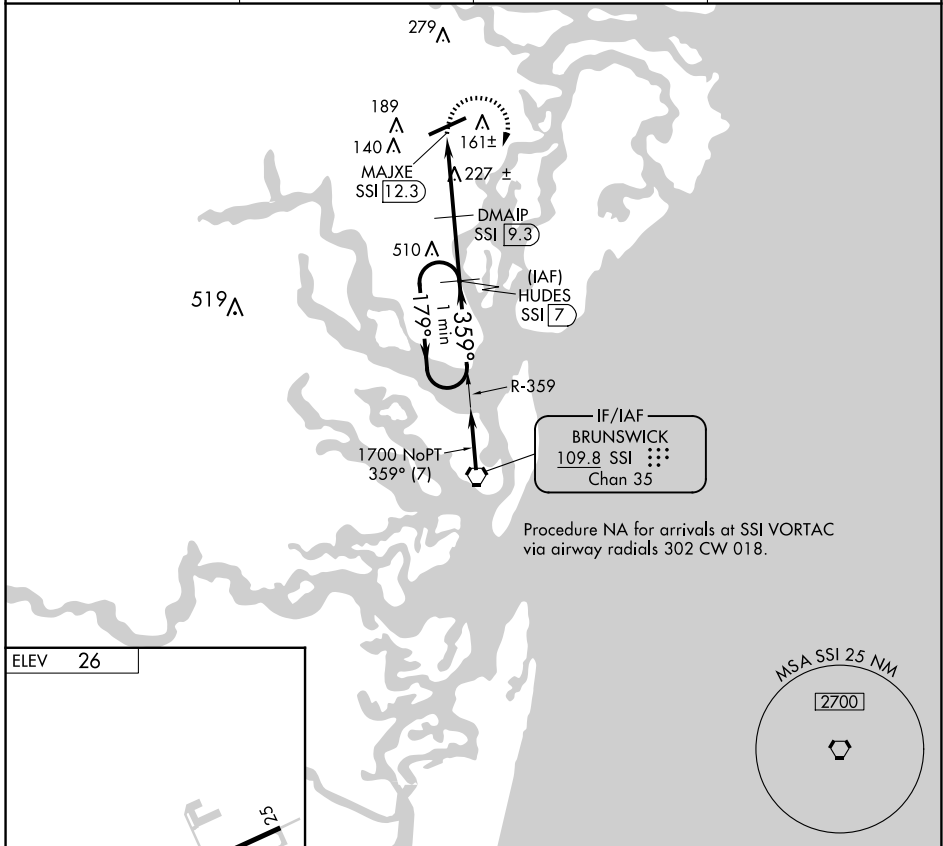 279
189
140
161±
MAJXE
SSI 12.3
227 ±
DMAIP
SSI 9.3
510
(IAF)
HUDES
SSI 7
519
179°
1 min
359°
R-359
IF/IAF
BRUNSWICK
109.8 SSI
Chan 35
1700 NoPT
359° (7)
Procedure NA for arrivals at SSI VORTAC
via airway radials 302 CW 018.
ELEV 26
MSA SSI 25 NM
2700
25